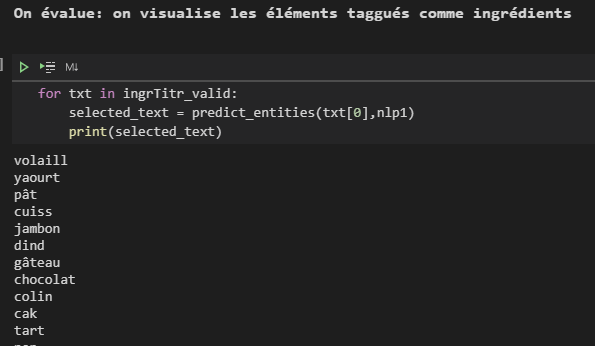 On évalue: on visualise les éléments taggués comme ingrédients
]
M↓
for txt in ingrTitr_valid:
selected_text = predict_entities(txt[0],nlp1)
print(selected_text)
volaill
yaourt
pât
cuiss
jambon
dind
gâteau
chocolat
colin
cak
tart